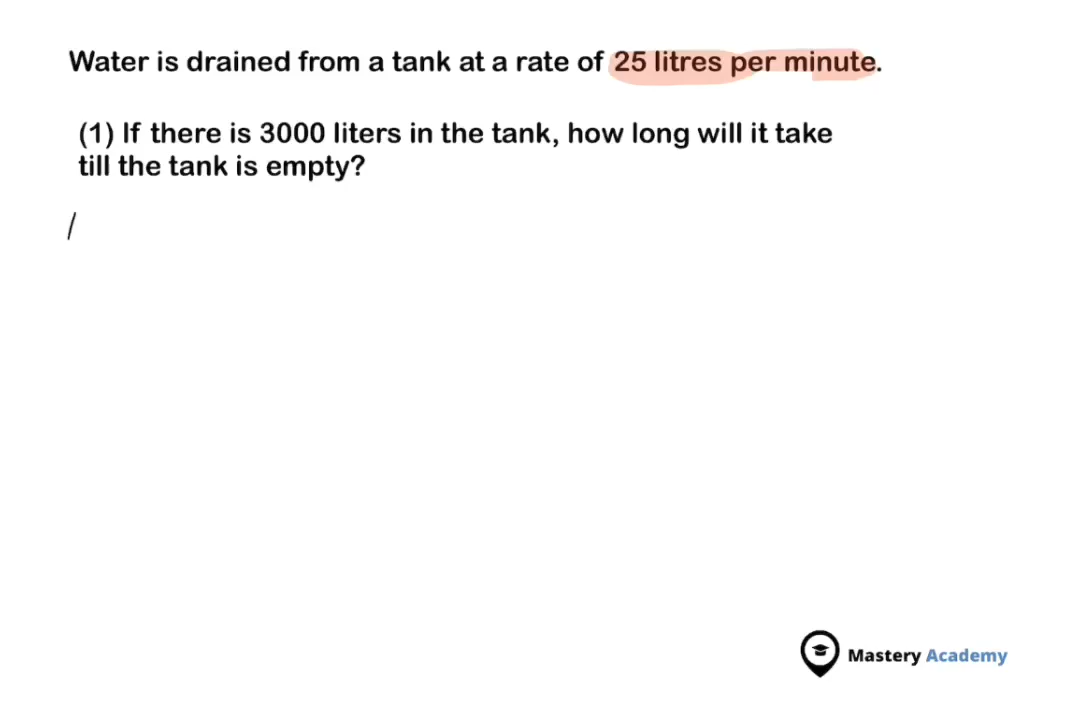 Water is drained from a tank at a rate of 25 litres per minute.
(1) If there is 3000 liters in the tank, how long will it take
till the tank is empty?
/
Mastery Academy